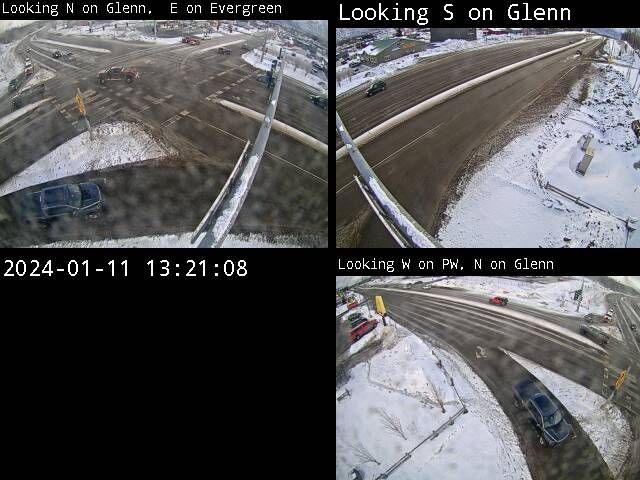 Looking N on Glenn,  E on Evergreen
Looking S on Glenn
2024-01-11 13:21:08
Looking W on PW, N on Glenn